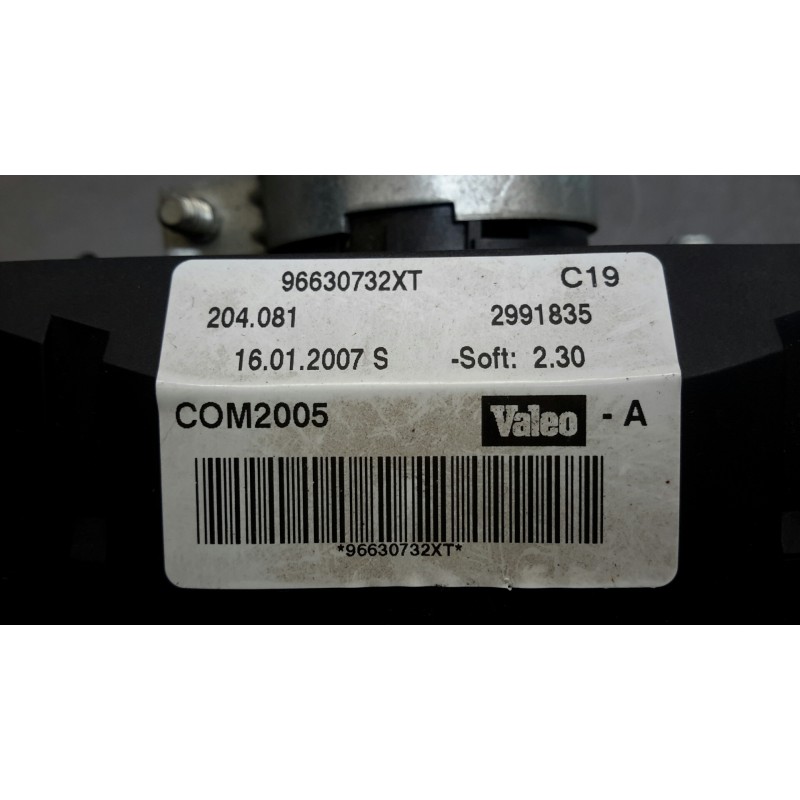 96630732XT C19
204.081 2991835
16.01.2007 S -Soft: 2.30
COM2005 Valeo - A
*96630732XT*